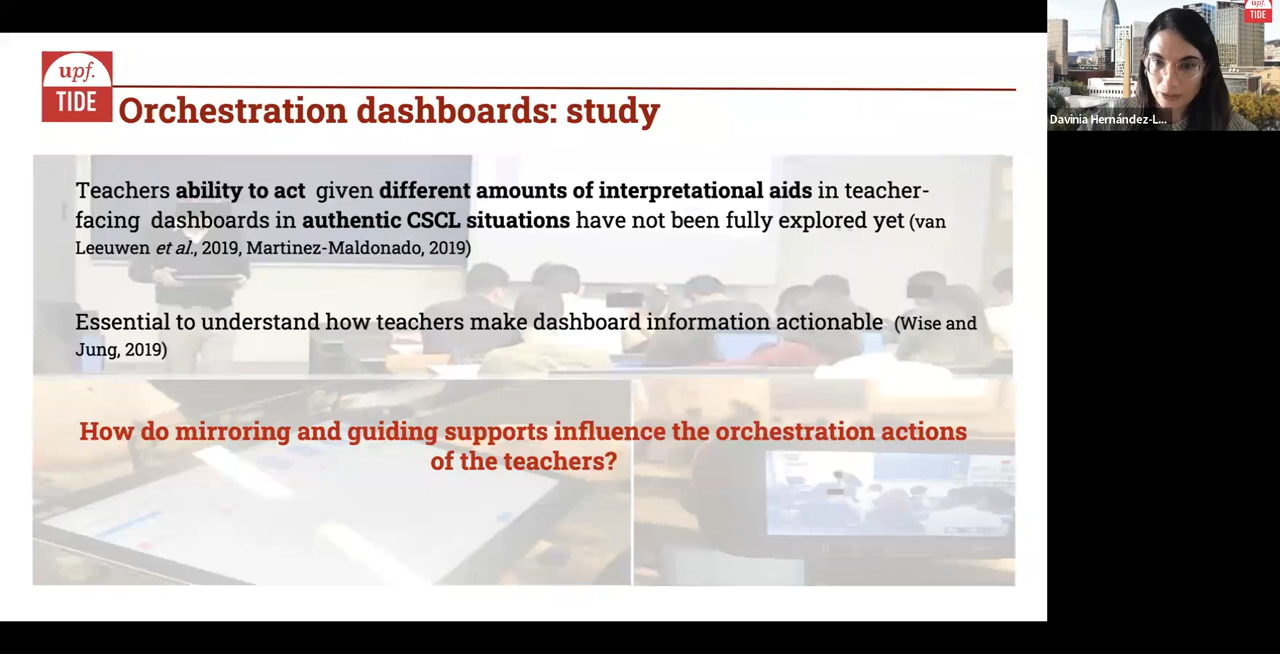 upf.
TIDE
Orchestration dashboards: study
Teachers ability to act given different amounts of interpretational aids in teacher-
facing dashboards in authentic CSCL situations have not been fully explored yet (van
Leeuwen et al., 2019, Martinez-Maldonado, 2019)
Essential to understand how teachers make dashboard information actionable (Wise and
Jung, 2019)
How do mirroring and guiding supports influence the orchestration actions
of the teachers?
upf.
TIDE
Davinia Hernández-L...